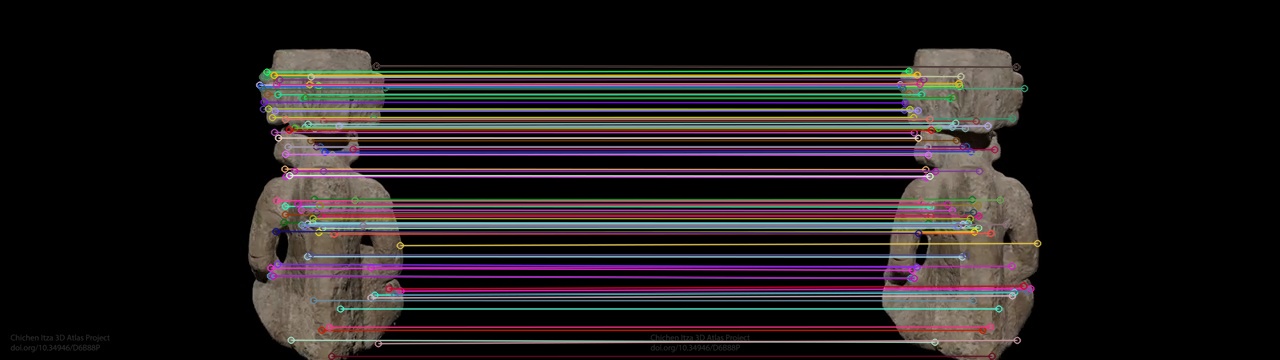 Chichen Itza 3D Atlas Project
doi.org/10.34946/D6B88P
Chichen Itza 3D Atlas Project
doi.org/10.34946/D6B88P